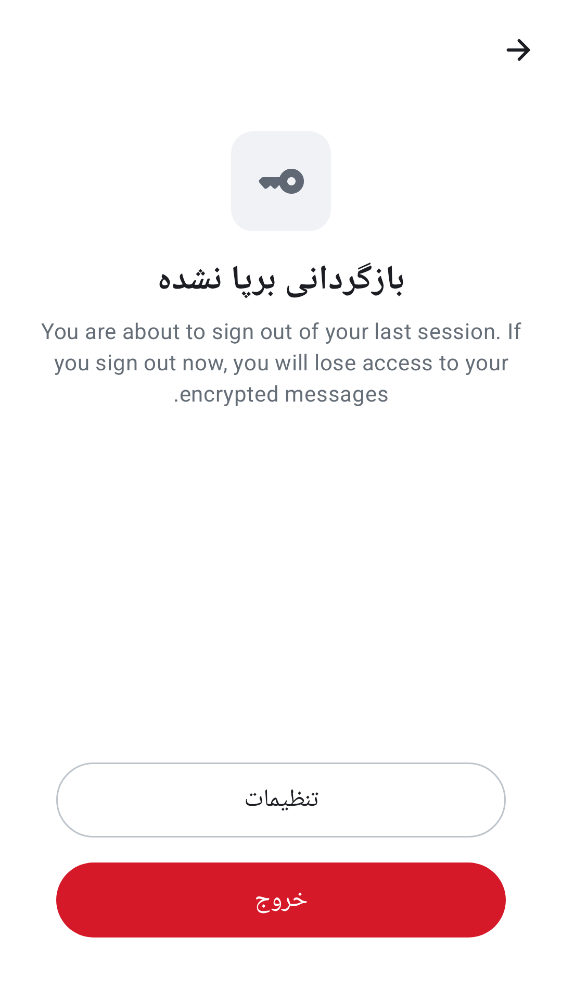 بازگردانی برپا نشده
You are about to sign out of your last session. If
you sign out now, you will lose access to your
.encrypted messages
تنظیمات
خروج